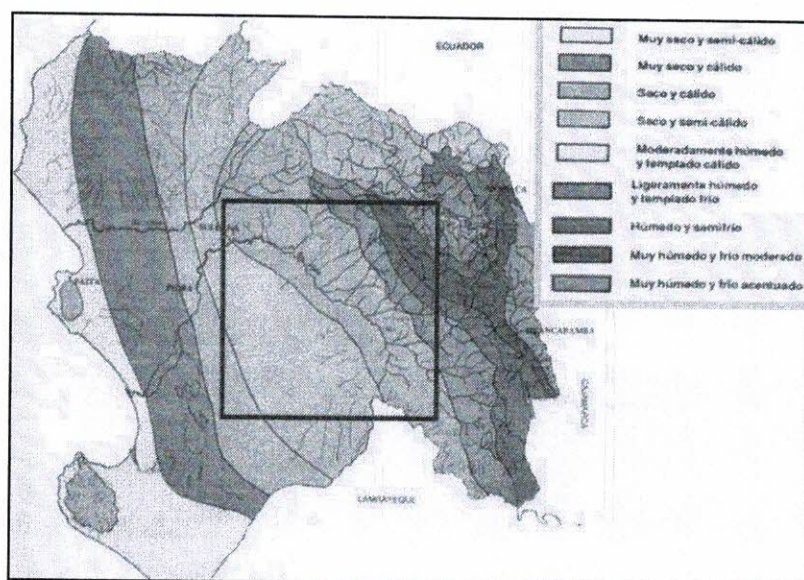 ECUADOR
Muy seco y semi-cálido
Muy seco y cálido
Seco y cálido
Seco y semi-cálido
Moderadamente húmedo
y templado cálido
Ligeramente húmedo
y templado frío
Húmedo y semifrío
Muy húmedo y frío moderado
Muy húmedo y frío acentuado
PAITA
PIURA
HUANCABAMBA
CAJAMARCA
LAMBAYEQUE